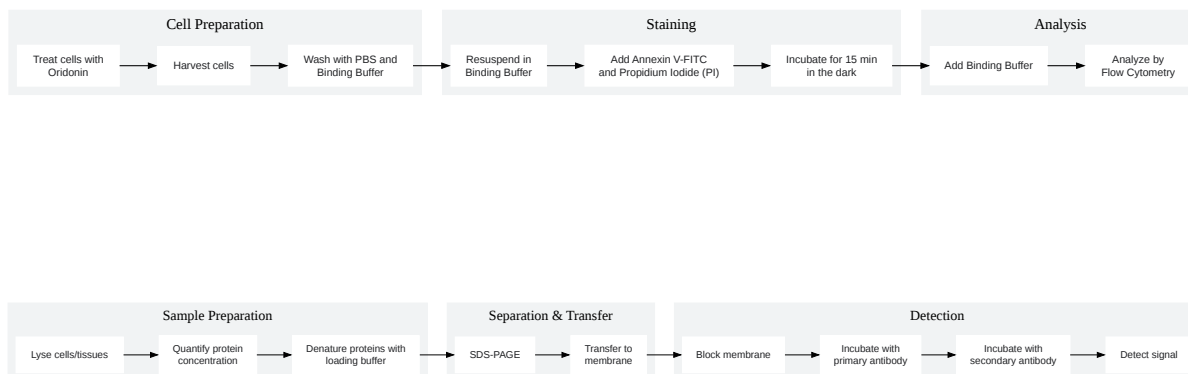 Cell Preparation
Treat cells with
Oridonin
Harvest cells
Wash with PBS and
Binding Buffer
Staining
Resuspend in
Binding Buffer
Add Annexin V-FITC
and Propidium Iodide (PI)
Incubate for 15 min
in the dark
Analysis
Add Binding Buffer
Analyze by
Flow Cytometry
Sample Preparation
Lyse cells/tissues
Quantify protein
concentration
Denature proteins with
loading buffer
Separation & Transfer
SDS-PAGE
Transfer to
membrane
Detection
Block membrane
Incubate with
primary antibody
Incubate with
secondary antibody
Detect signal